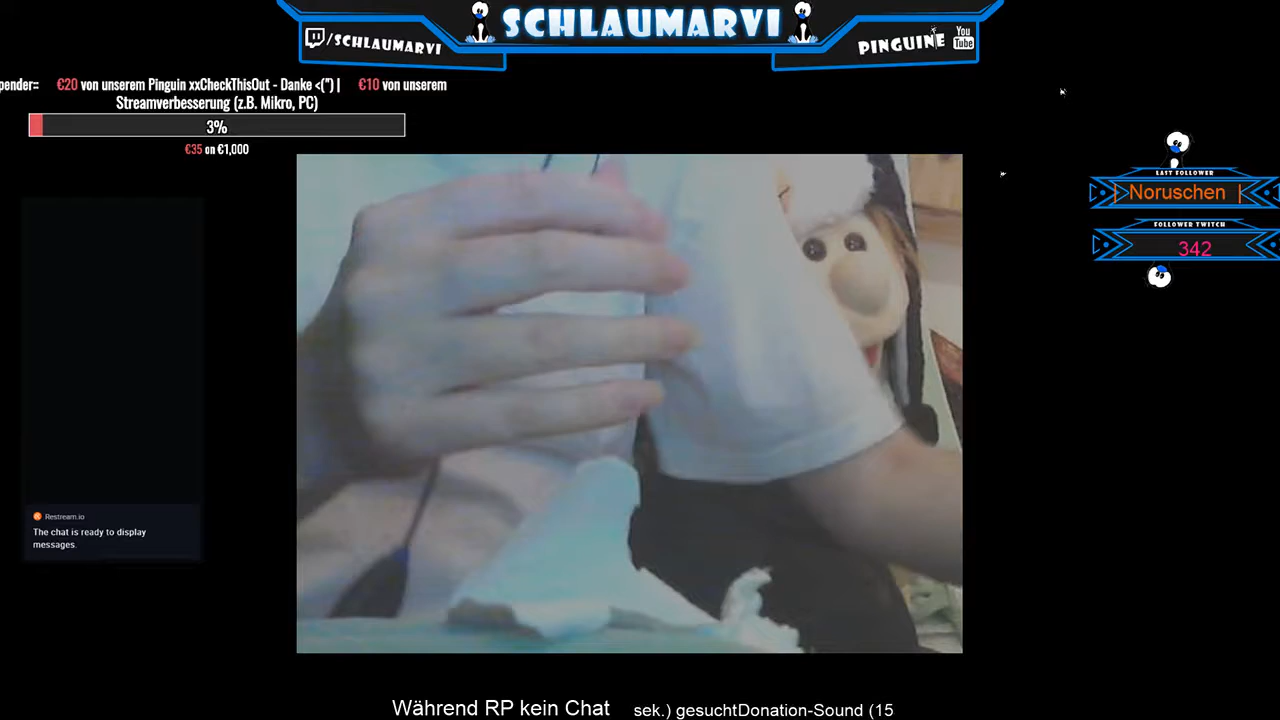 SCHLAUMARVI
/SCHLAUMARVI
PINGUINE
You
Tube
pender:: €20 von unserem Pinguin xxCheckThisOut - Danke <(") | €10 von unserem
Streamverbesserung (z.B. Mikro, PC)
3%
€35 on €1,000
LAST FOLLOWER
| Noruschen |
FOLLOWER TWITCH
342
Restream.io
The chat is ready to display
messages.
Während RP kein Chat
sek.) gesuchtDonation-Sound (15